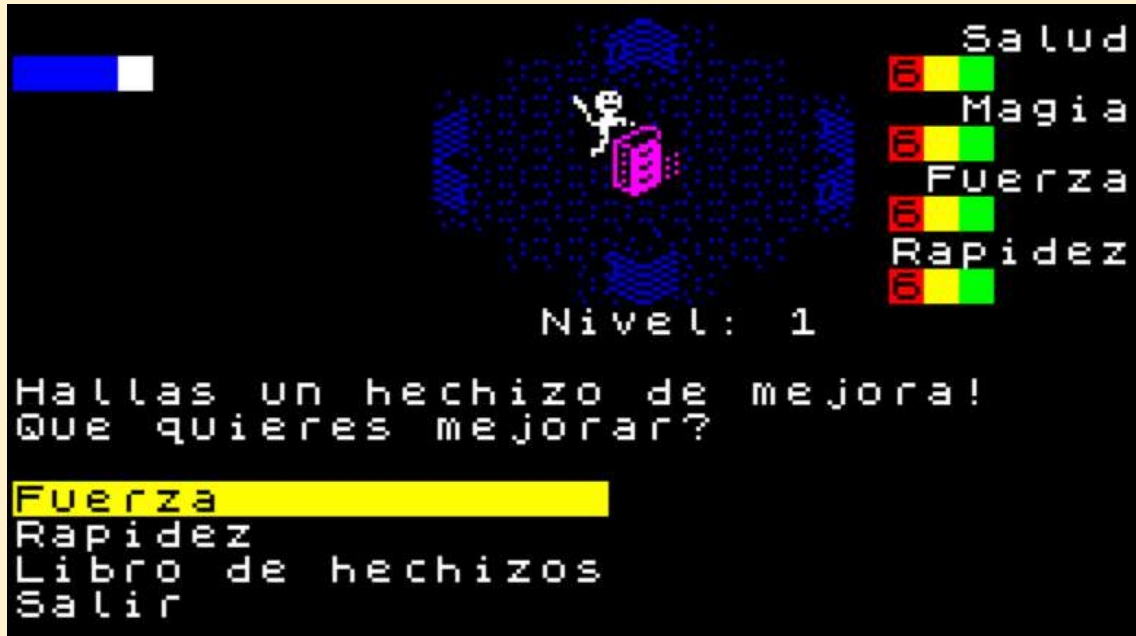 Salud
6
Magia
6
Fuerza
6
Rapidez
6
Nivel: 1
Hallas un hechizo de mejora!
Que quieres mejorar?
Fuerza
Rapidez
Libro de hechizos
Salir